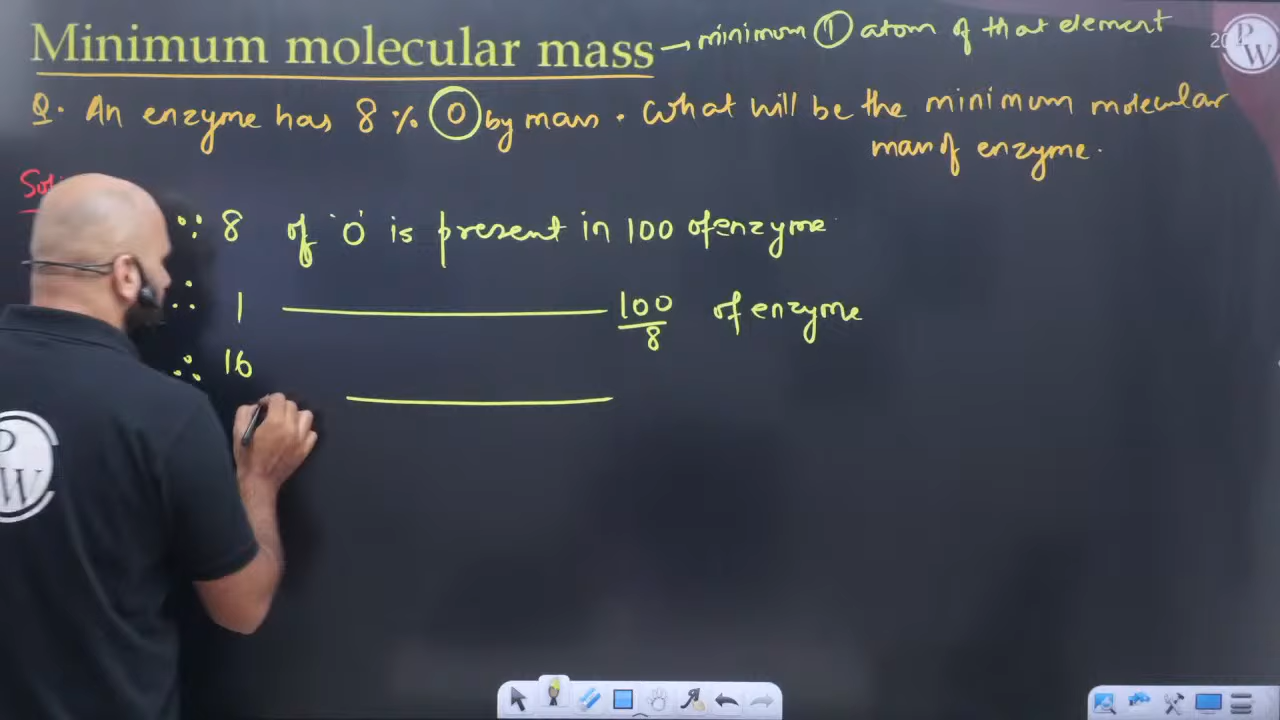 Minimum molecular mass → minimum ① atom of that element
PW
Q. An enzyme has 8 % O by mass. What will be the minimum molecular
mass of enzyme.
∵ 8 of 'O' is present in 100 of enzyme
∴ 1 100/8 of enzyme
∴ 16
PW